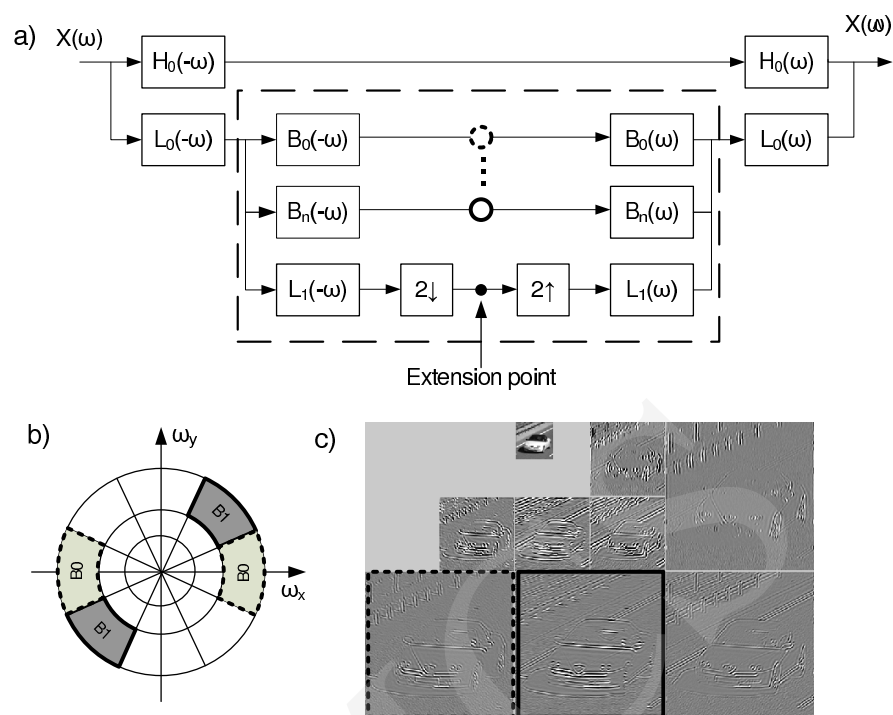 a)
X(ω)
X(ω)
H₀(-ω)
H₀(ω)
L₀(-ω)
B₀(-ω)
B₀(ω)
L₀(ω)
Bₙ(-ω)
Bₙ(ω)
L₁(-ω)
2↓
2↑
L₁(ω)
Extension point
b)
ωy
c)
B1
B0
B0
ωx
B1